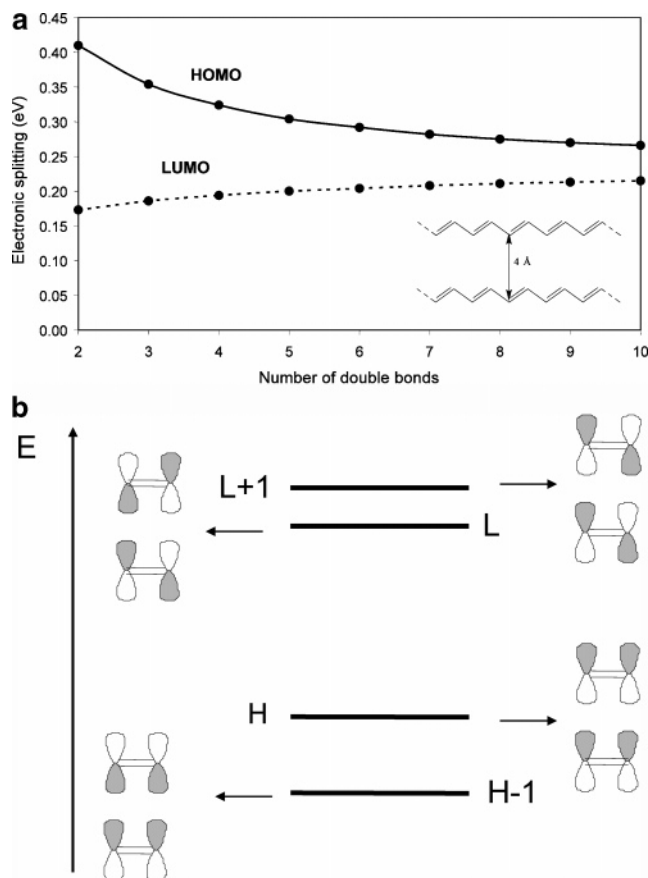 a
0.45
0.40
0.35
0.30
0.25
0.20
0.15
0.10
0.05
0.00
Electronic splitting (eV)
HOMO
LUMO
4 Å
2 3 4 5 6 7 8 9 10
Number of double bonds
b
E
L+1
L
H
H-1